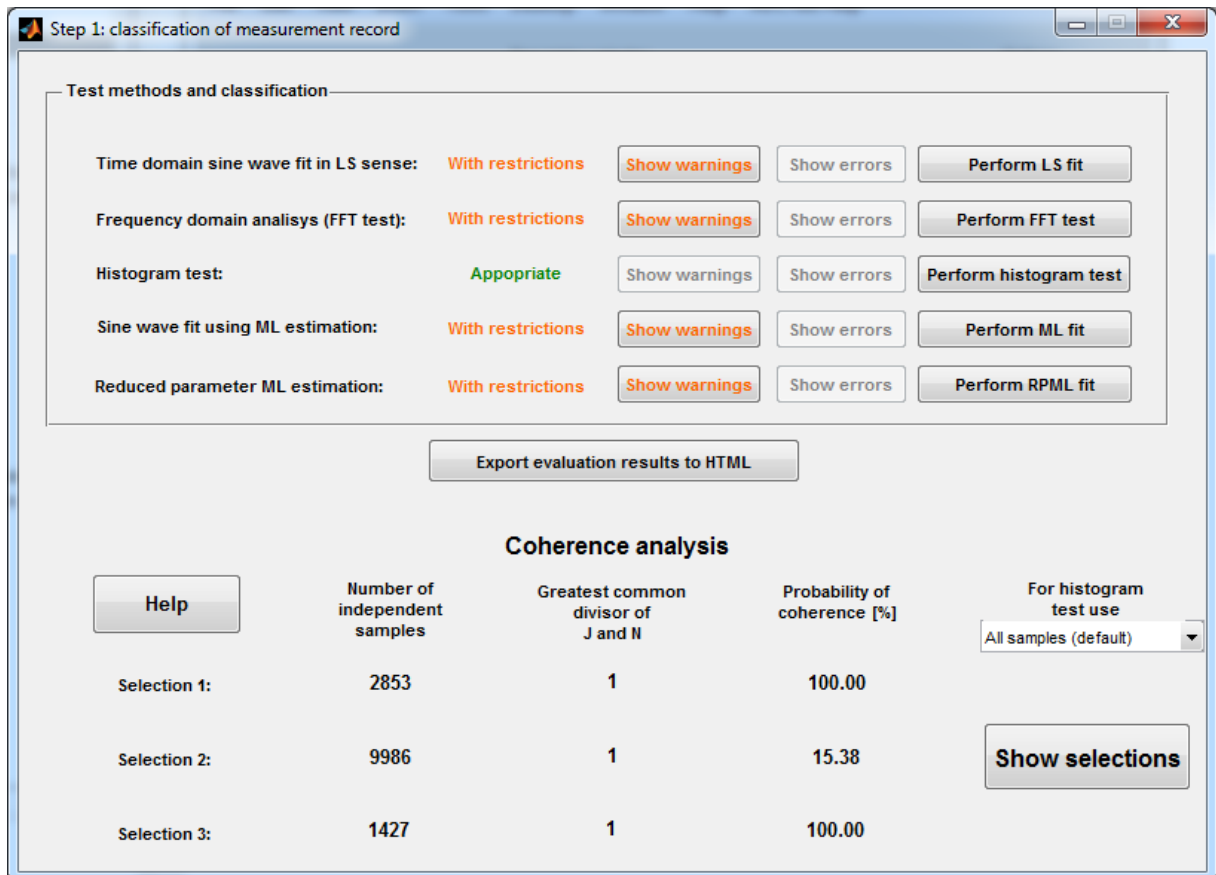 Step 1: classification of measurement record
Test methods and classification
Time domain sine wave fit in LS sense: With restrictions Show warnings Show errors Perform LS fit
Frequency domain analisys (FFT test): With restrictions Show warnings Show errors Perform FFT test
Histogram test: Appopriate Show warnings Show errors Perform histogram test
Sine wave fit using ML estimation: With restrictions Show warnings Show errors Perform ML fit
Reduced parameter ML estimation: With restrictions Show warnings Show errors Perform RPML fit
Export evaluation results to HTML
Coherence analysis
Help
Number of
independent
samples
Greatest common
divisor of
J and N
Probability of
coherence [%]
For histogram
test use
All samples (default)
Selection 1: 2853 1 100.00
Selection 2: 9986 1 15.38 Show selections
Selection 3: 1427 1 100.00